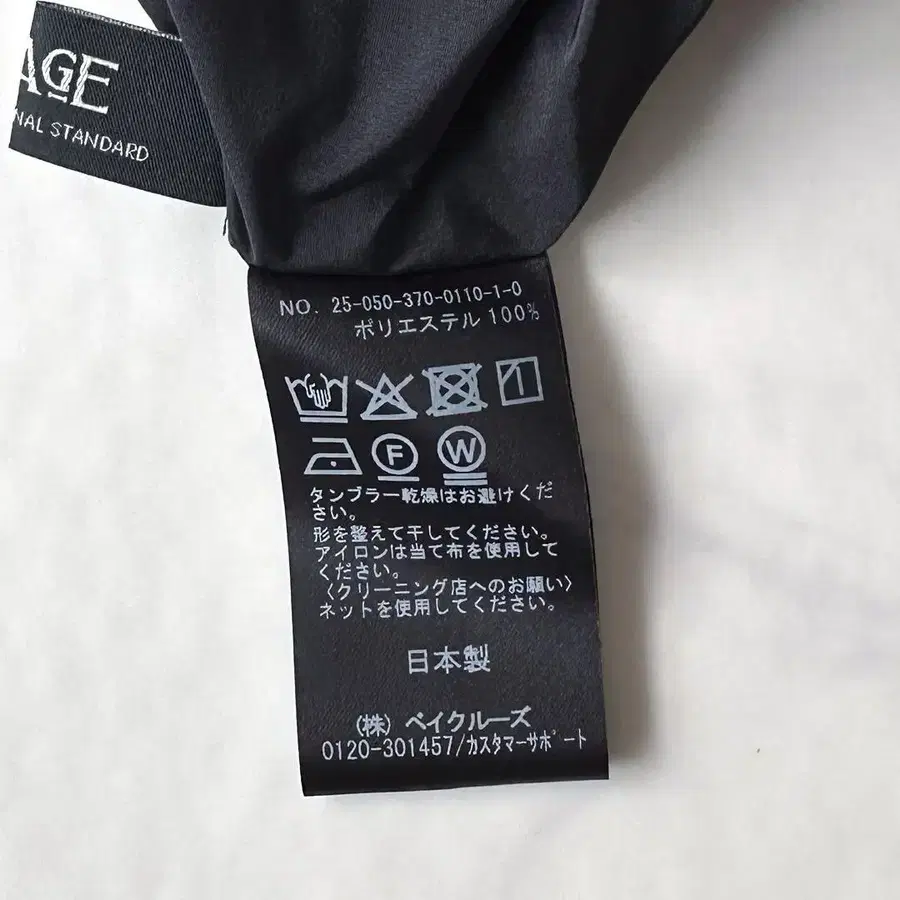 AGE
NAL STANDARD
NO. 25-050-370-0110-1-0
ポリエステル 100%
F
W
タンブラー乾燥はお避けくだ
さい。
形を整えて干してください。
アイロンは当て布を使用して
ください。
〈クリーニング店へのお願い〉
ネットを使用してください。
日本製
(株) ベイクルーズ
0120-301457/カスタマーサポート